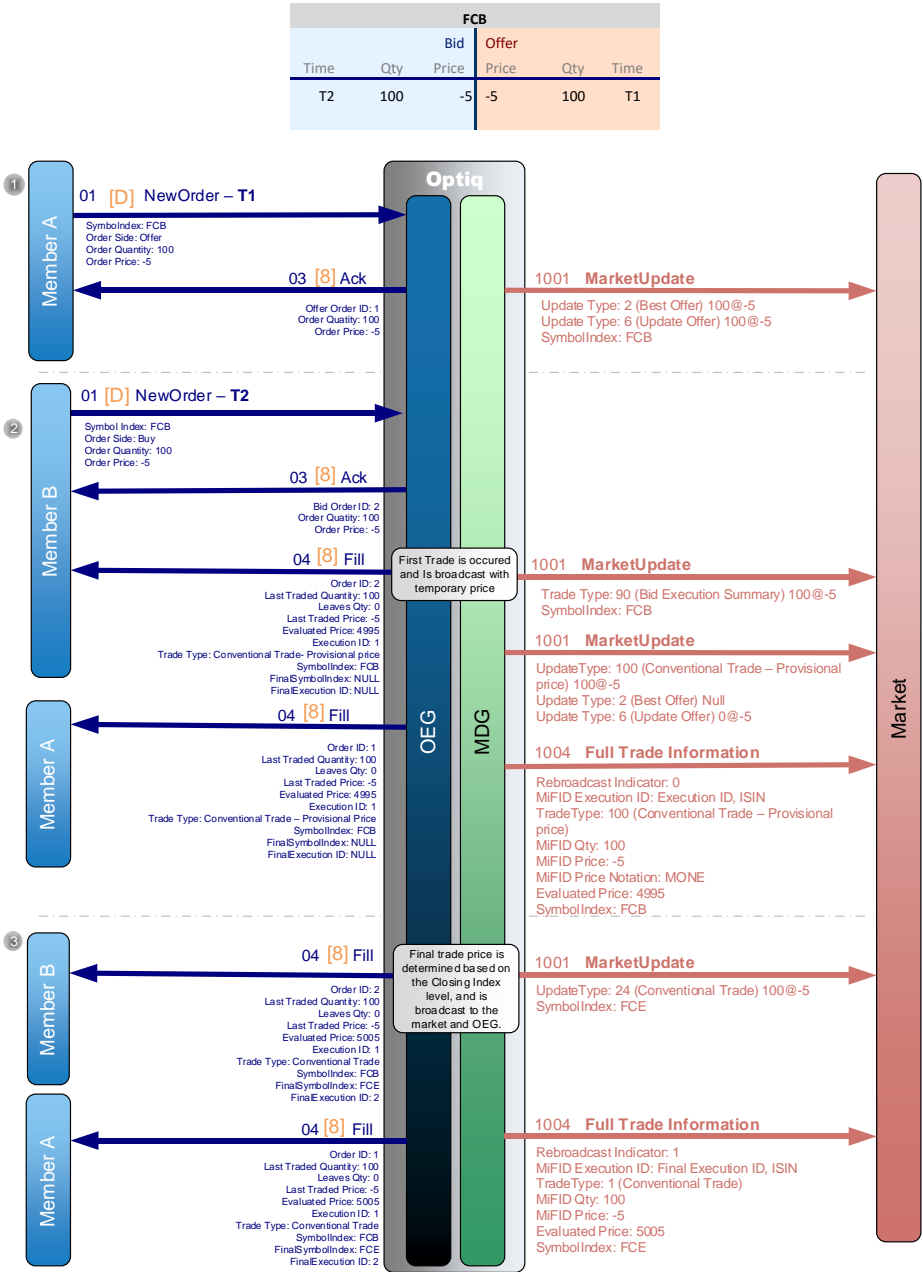 FCB
Bid Offer
Time Qty Price Price Qty Time
T2 100 -5 -5 100 T1
Optiq
OEG
MDG
Market
1
Member A
01 [D] NewOrder – T1
SymbolIndex: FCB
Order Side: Offer
Order Quantity: 100
Order Price: -5
03 [8] Ack
Offer Order ID: 1
Order Quatity: 100
Order Price: -5
1001 MarketUpdate
Update Type: 2 (Best Offer) 100@-5
Update Type: 6 (Update Offer) 100@-5
SymbolIndex: FCB
2
Member B
01 [D] NewOrder – T2
Symbol Index: FCB
Order Side: Buy
Order Quantity: 100
Order Price: -5
03 [8] Ack
Bid Order ID: 2
Order Quatity: 100
Order Price: -5
04 [8] Fill
Order ID: 2
Last Traded Quantity: 100
Leaves Qty: 0
Last Traded Price: -5
Evaluated Price: 4995
Execution ID: 1
Trade Type: Conventional Trade- Provisional price
SymbolIndex: FCB
FinalSymbolIndex: NULL
FinalExecution ID: NULL
First Trade is occured
and Is broadcast with
temporary price
1001 MarketUpdate
Trade Type: 90 (Bid Execution Summary) 100@-5
SymbolIndex: FCB
1001 MarketUpdate
UpdateType: 100 (Conventional Trade – Provisional
price) 100@-5
Update Type: 2 (Best Offer) Null
Update Type: 6 (Update Offer) 0@-5
Member A
04 [8] Fill
Order ID: 1
Last Traded Quantity: 100
Leaves Qty: 0
Last Traded Price: -5
Evaluated Price: 4995
Execution ID: 1
Trade Type: Conventional Trade – Provisional Price
SymbolIndex: FCB
FinalSymbolIndex: NULL
FinalExecution ID: NULL
1004 Full Trade Information
Rebroadcast Indicator: 0
MiFID Execution ID: Execution ID, ISIN
TradeType: 100 (Conventional Trade – Provisional
price)
MiFID Qty: 100
MiFID Price: -5
MiFID Price Notation: MONE
Evaluated Price: 4995
SymbolIndex: FCB
3
Member B
04 [8] Fill
Order ID: 2
Last Traded Quantity: 100
Leaves Qty: 0
Last Traded Price: -5
Evaluated Price: 5005
Execution ID: 1
Trade Type: Conventional Trade
SymbolIndex: FCB
FinalSymbolIndex: FCE
FinalExecution ID: 2
Final trade price is
determined based on
the Closing Index
level, and is
broadcast to the
market and OEG.
1001 MarketUpdate
UpdateType: 24 (Conventional Trade) 100@-5
SymbolIndex: FCE
Member A
04 [8] Fill
Order ID: 1
Last Traded Quantity: 100
Leaves Qty: 0
Last Traded Price: -5
Evaluated Price: 5005
Execution ID: 1
Trade Type: Conventional Trade
SymbolIndex: FCB
FinalSymbolIndex: FCE
FinalExecution ID: 2
1004 Full Trade Information
Rebroadcast Indicator: 1
MiFID Execution ID: Final Execution ID, ISIN
TradeType: 1 (Conventional Trade)
MiFID Qty: 100
MiFID Price: -5
Evaluated Price: 5005
SymbolIndex: FCE